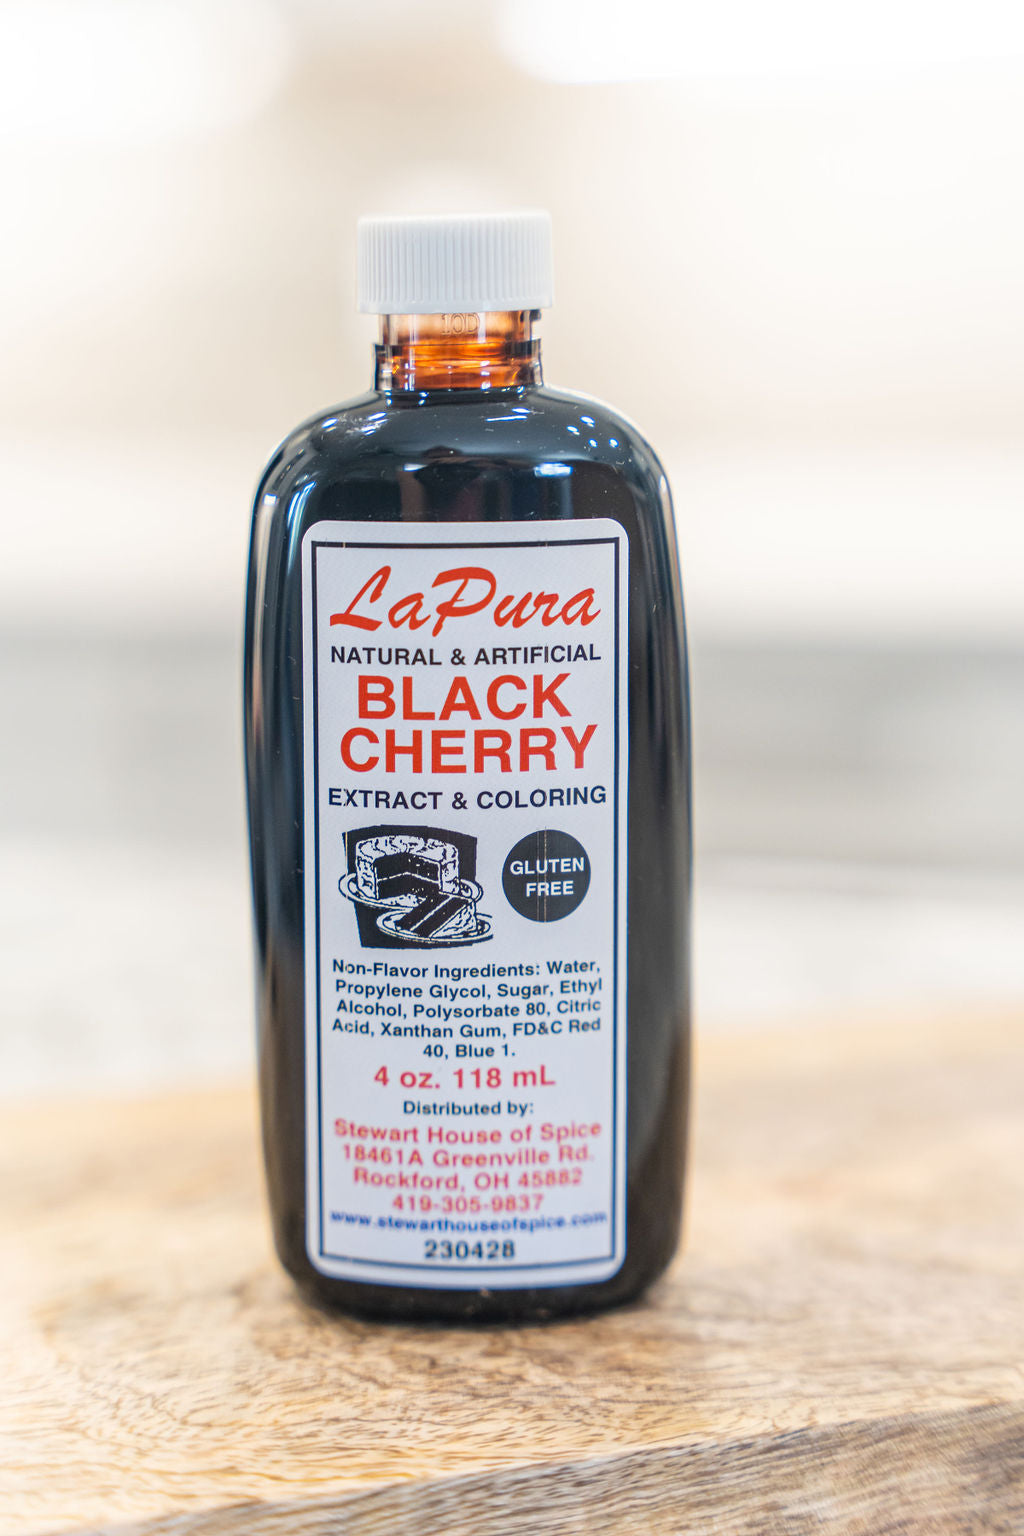 10D
LaPura
NATURAL & ARTIFICIAL
BLACK
CHERRY
EXTRACT & COLORING
GLUTEN
FREE
Non-Flavor Ingredients: Water,
Propylene Glycol, Sugar, Ethyl
Alcohol, Polysorbate 80, Citric
Acid, Xanthan Gum, FD&C Red
40, Blue 1.
4 oz. 118 mL
Distributed by:
Stewart House of Spice
18461A Greenville Rd.
Rockford, OH 45882
419-305-9837
www.stewarthouseofspice.com
230428